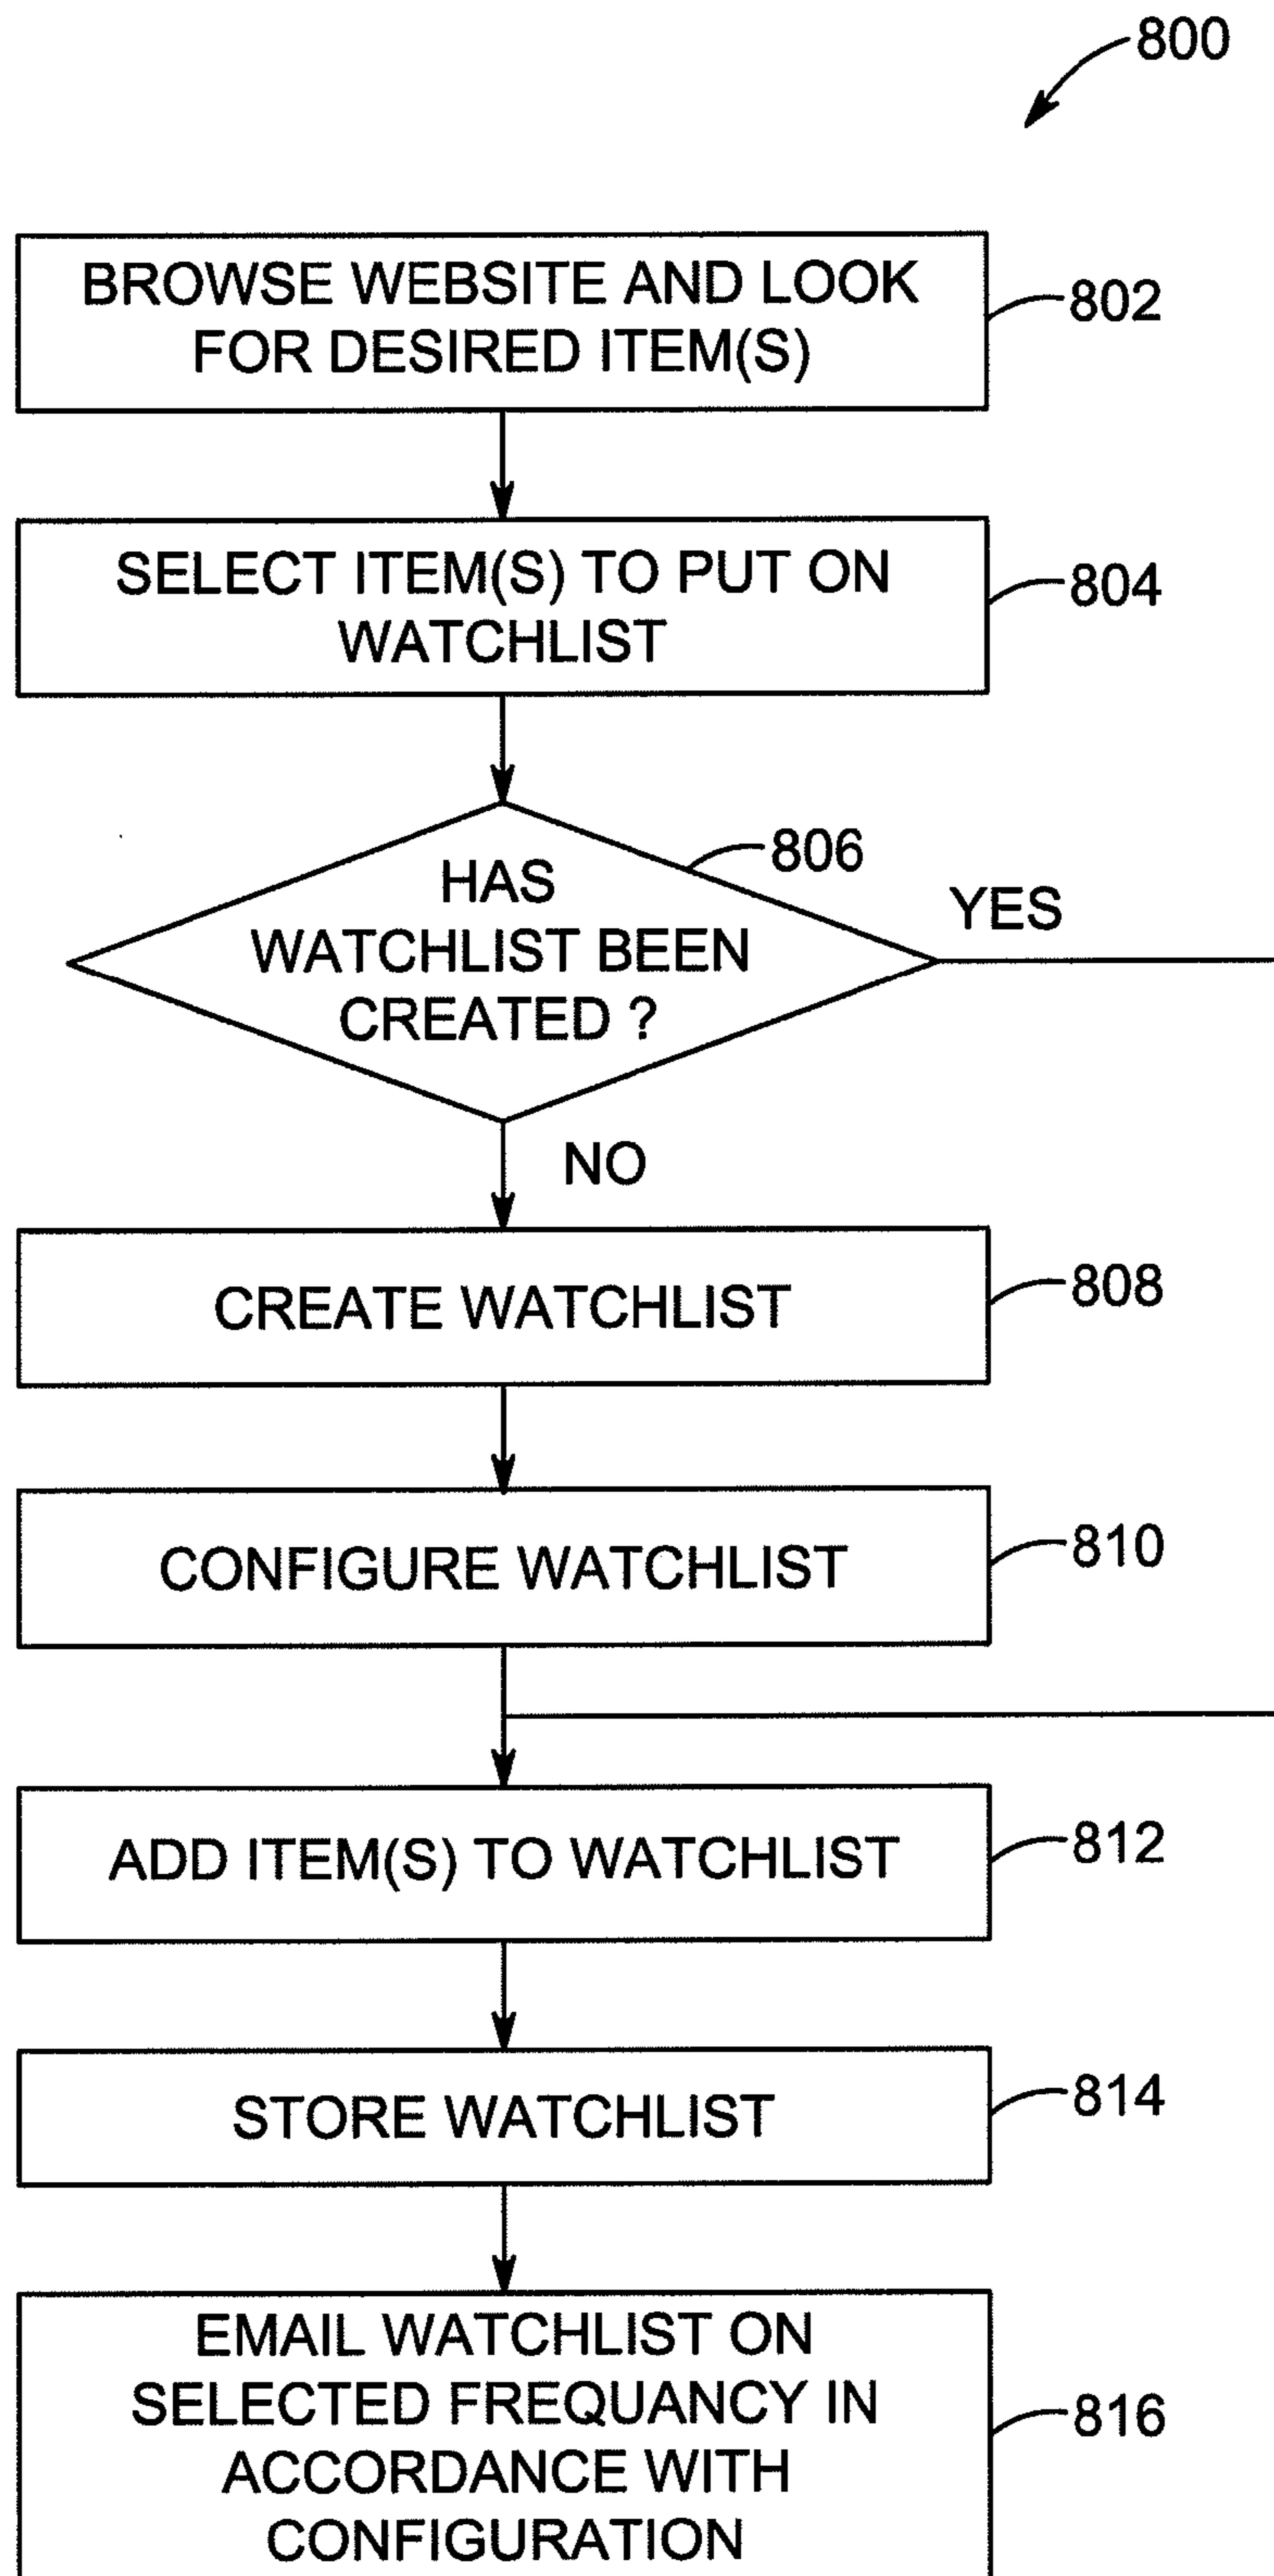 800
BROWSE WEBSITE AND LOOK
FOR DESIRED ITEM(S)
802
SELECT ITEM(S) TO PUT ON
WATCHLIST
804
806
HAS
WATCHLIST BEEN
CREATED ?
YES
NO
CREATE WATCHLIST
808
CONFIGURE WATCHLIST
810
ADD ITEM(S) TO WATCHLIST
812
STORE WATCHLIST
814
EMAIL WATCHLIST ON
SELECTED FREQUANCY IN
ACCORDANCE WITH
CONFIGURATION
816